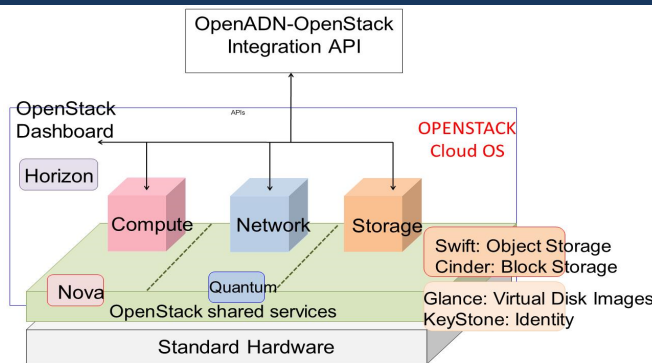 OpenADN-OpenStack
Integration API
OpenStack
Dashboard
APIs
OPENSTACK
Cloud OS
Horizon
Compute
Network
Storage
Swift: Object Storage
Cinder: Block Storage
Nova
Quantum
Glance: Virtual Disk Images
KeyStone: Identity
OpenStack shared services
Standard Hardware